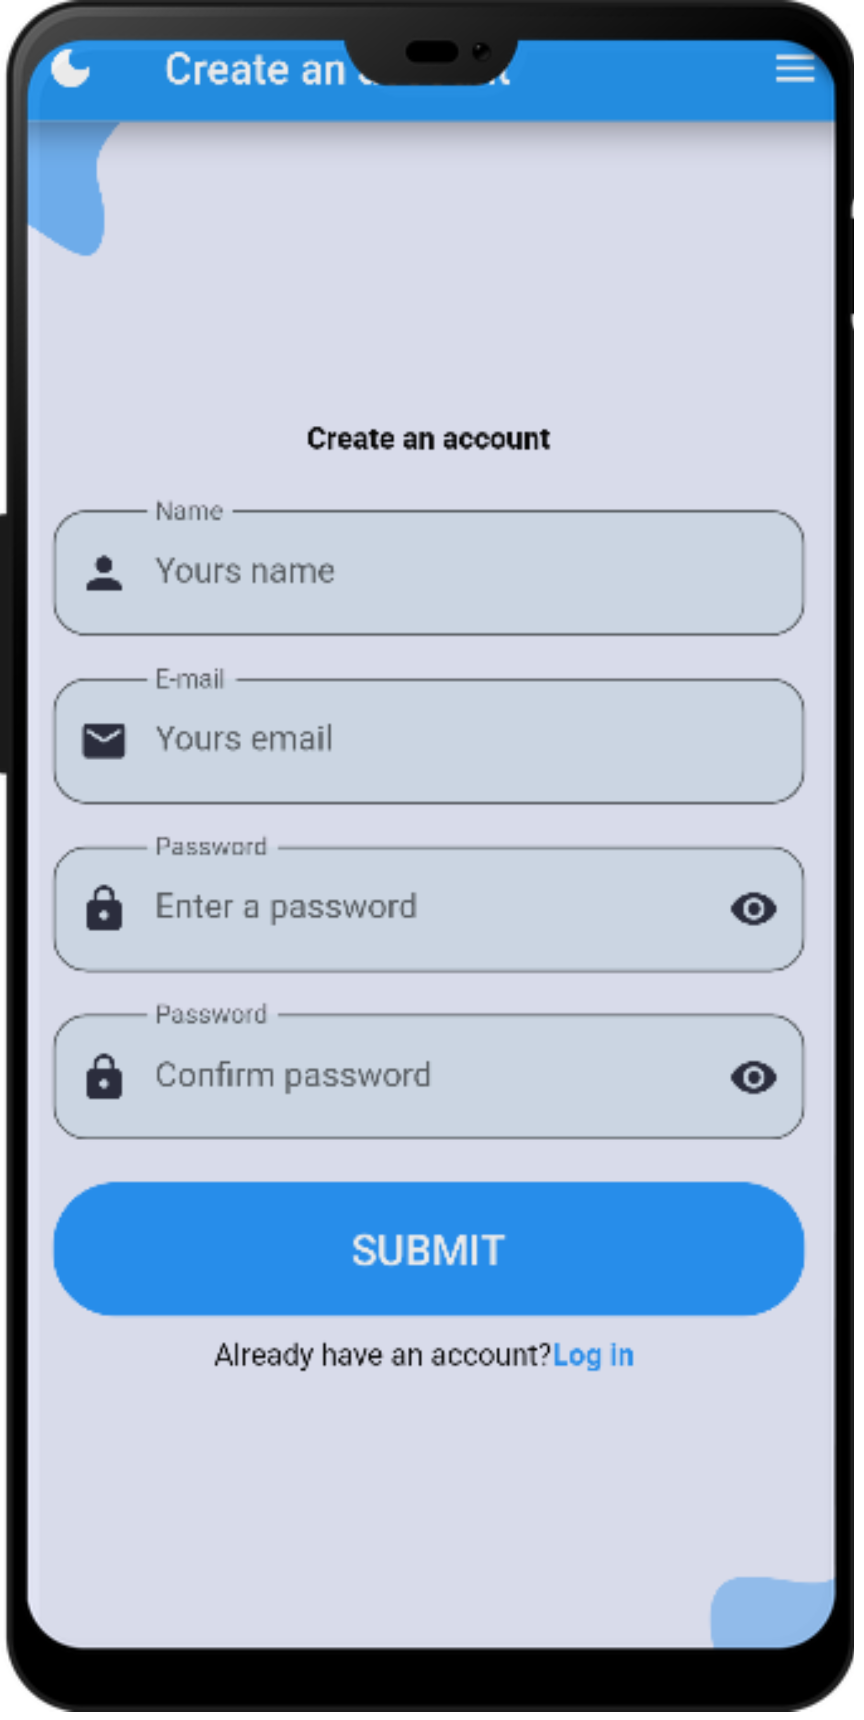 Create an
Create an account
Name
Yours name
E-mail
Yours email
Password
Enter a password
Password
Confirm password
SUBMIT
Already have an account?Log in